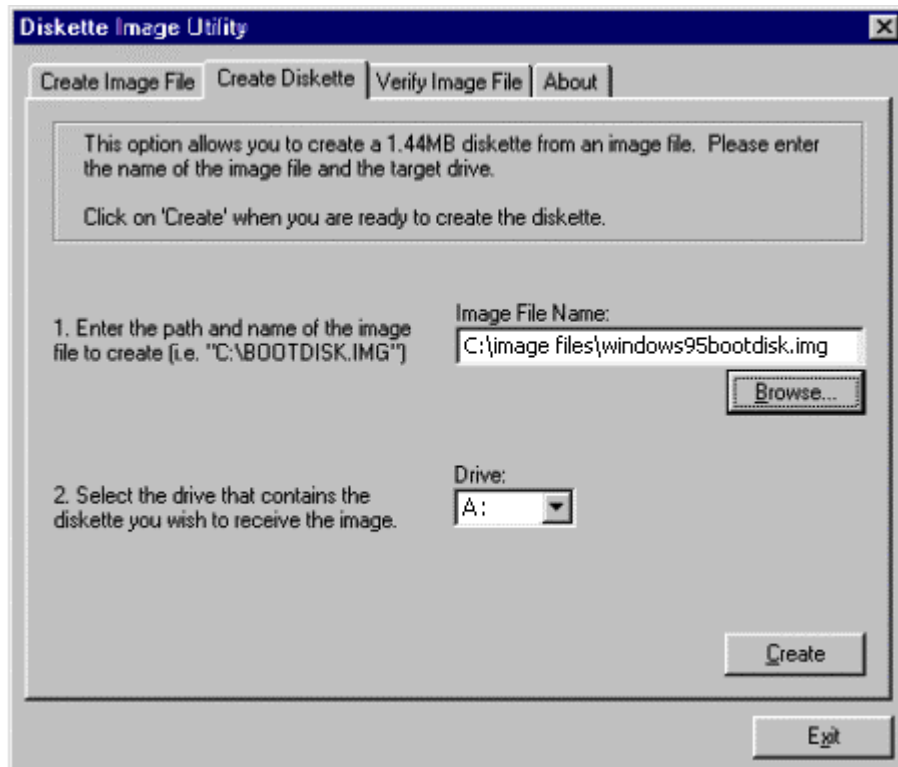 Diskette Image Utility
Create Image File
Create Diskette
Verify Image File
About
This option allows you to create a 1.44MB diskette from an image file. Please enter
the name of the image file and the target drive.
Click on 'Create' when you are ready to create the diskette.
1. Enter the path and name of the image
file to create (i.e. "C:\BOOTDISK.IMG")
Image File Name:
C:\image files\windows95bootdisk.img
Browse...
2. Select the drive that contains the
diskette you wish to receive the image.
Drive:
A:
Create
Exit